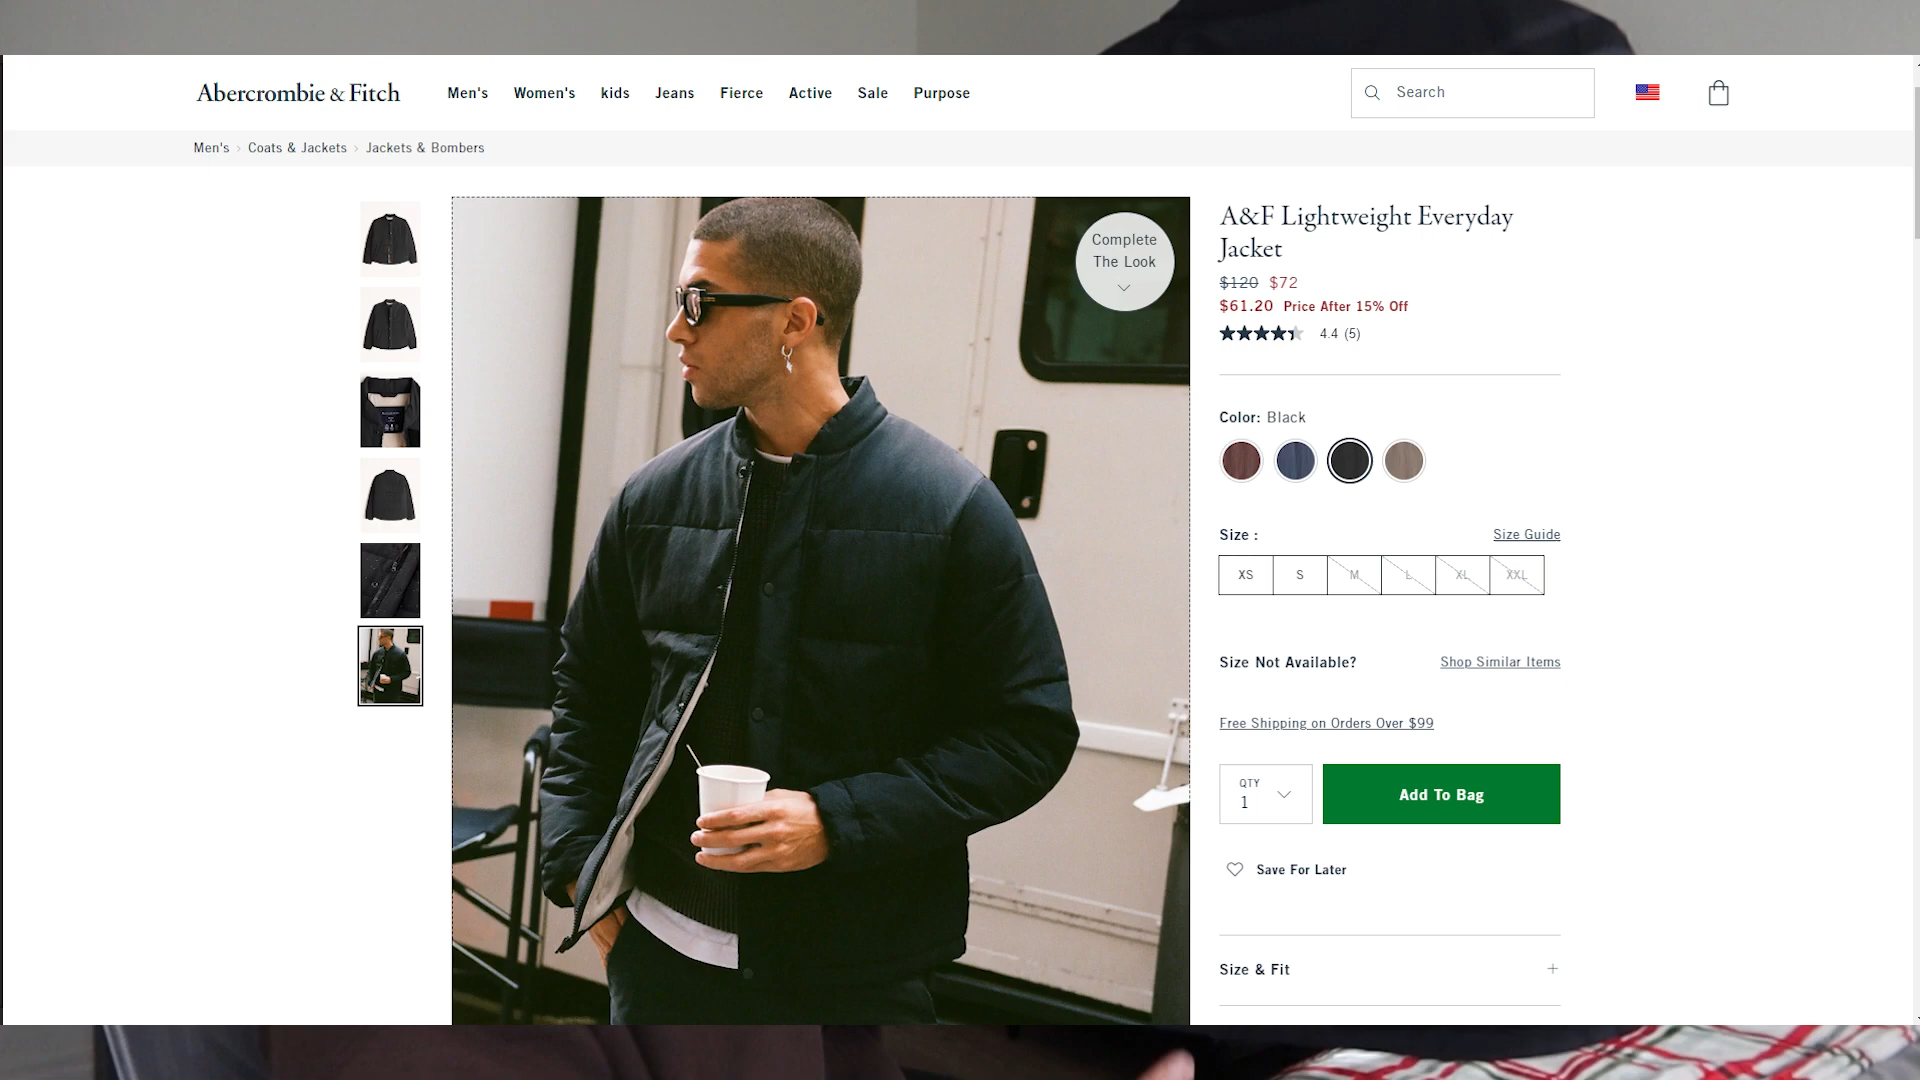 Abercrombie & Fitch
Men's
Women's
kids
Jeans
Fierce
Active
Sale
Purpose
Search
Men's › Coats & Jackets › Jackets & Bombers
Complete
The Look
A&F Lightweight Everyday
Jacket
$120 $72
$61.20 Price After 15% Off
4.4 (5)
Color: Black
Size :
Size Guide
XS
S
M
L
XL
XXL
Size Not Available?
Shop Similar Items
Free Shipping on Orders Over $99
QTY
1
Add To Bag
Save For Later
Size & Fit